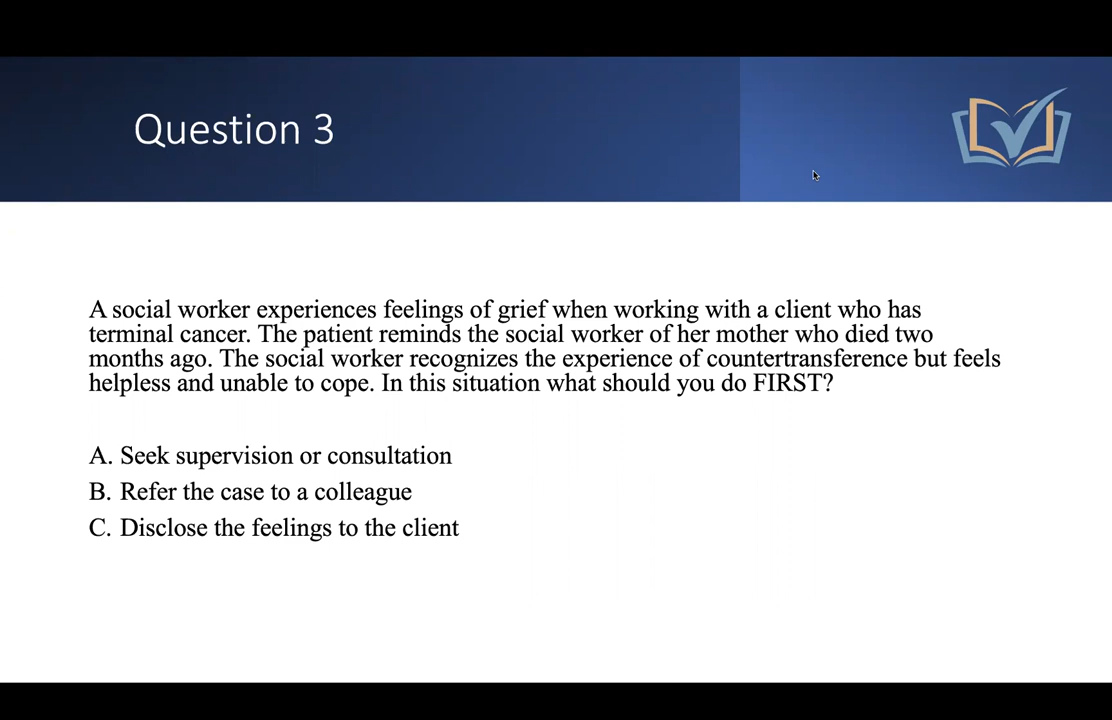 Question 3
A social worker experiences feelings of grief when working with a client who has
terminal cancer. The patient reminds the social worker of her mother who died two
months ago. The social worker recognizes the experience of countertransference but feels
helpless and unable to cope. In this situation what should you do FIRST?
A. Seek supervision or consultation
B. Refer the case to a colleague
C. Disclose the feelings to the client